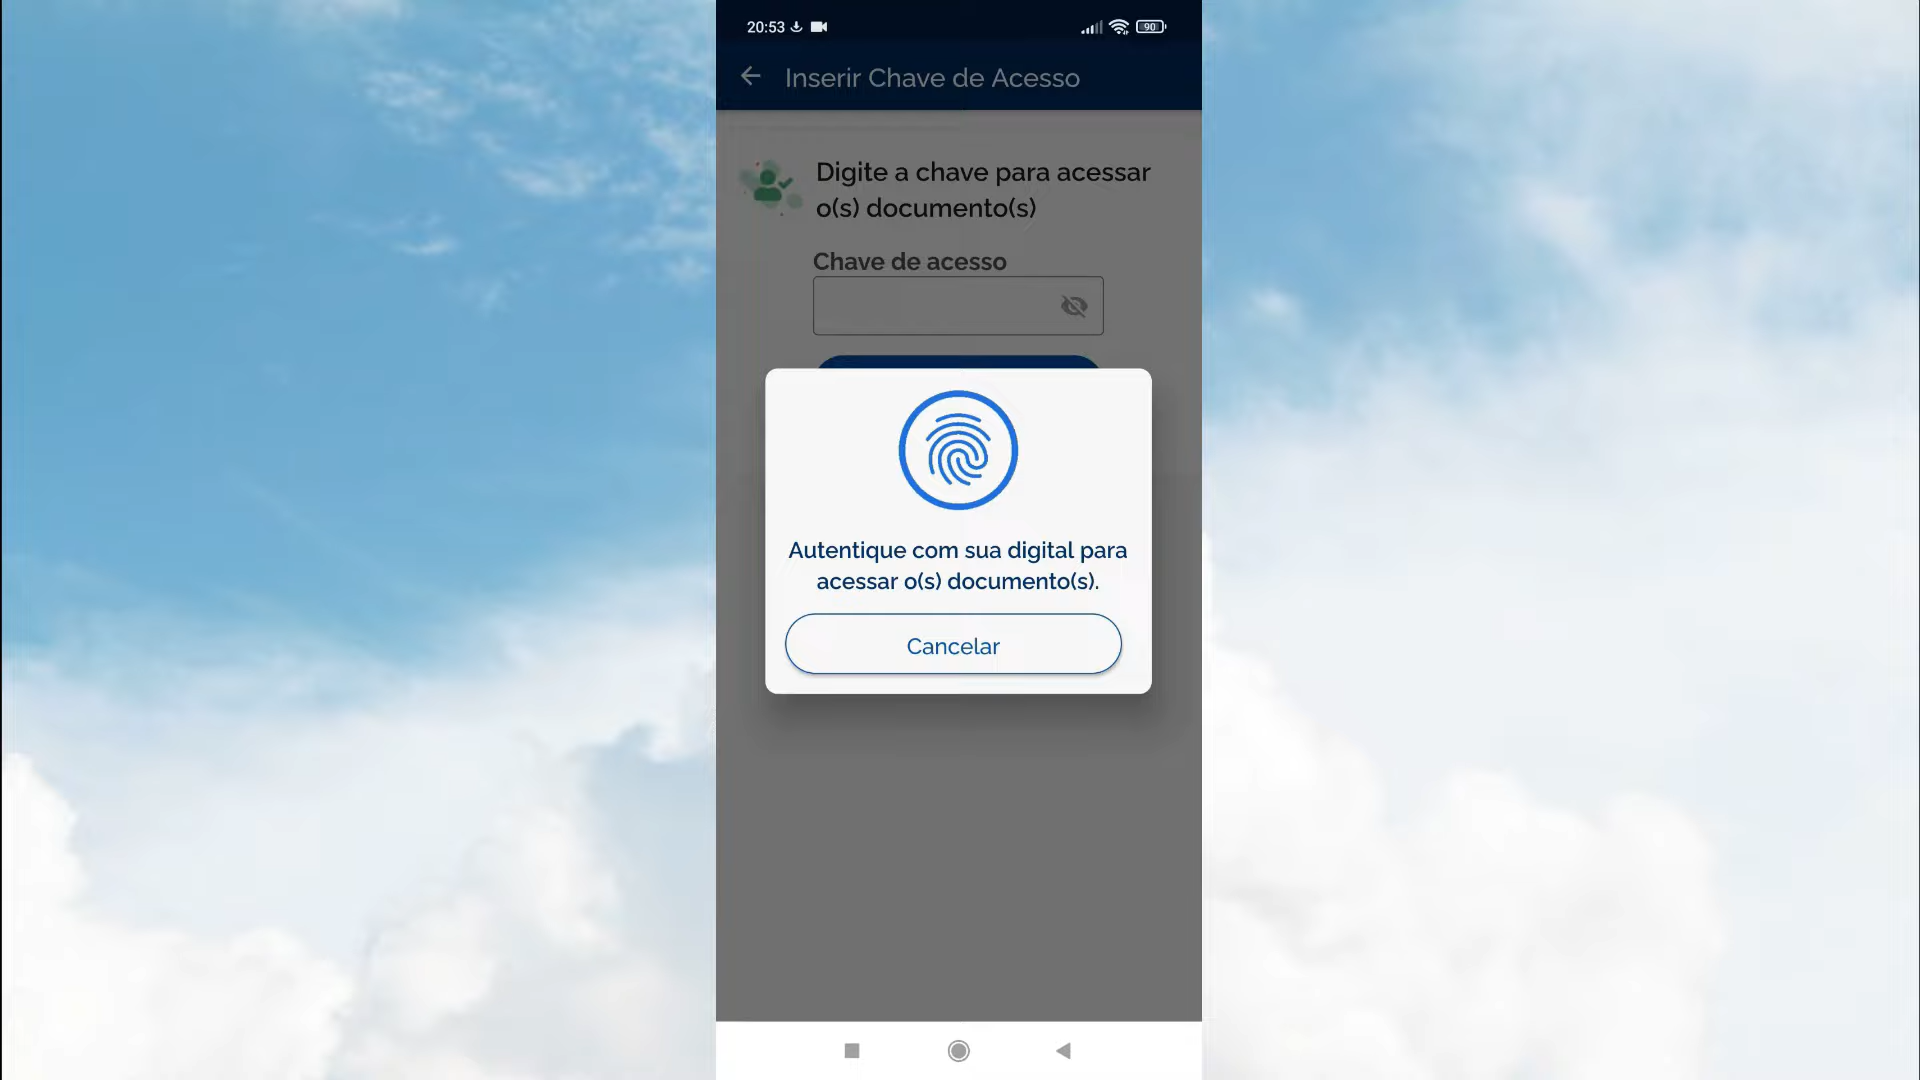 20:53
90
Inserir Chave de Acesso
Digite a chave para acessar
o(s) documento(s)
Chave de acesso
Autentique com sua digital para
acessar o(s) documento(s).
Cancelar